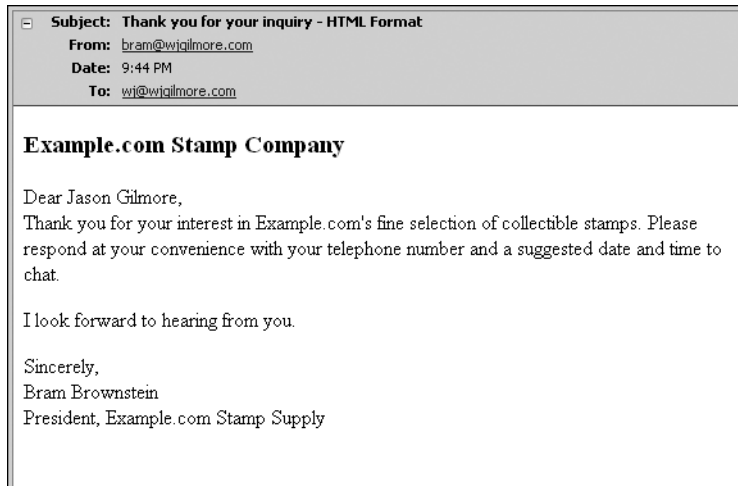 Subject: Thank you for your inquiry - HTML Format
From: bram@wjgilmore.com
Date: 9:44 PM
To: wj@wjgilmore.com
Example.com Stamp Company
Dear Jason Gilmore,
Thank you for your interest in Example.com's fine selection of collectible stamps. Please
respond at your convenience with your telephone number and a suggested date and time to
chat.
I look forward to hearing from you.
Sincerely,
Bram Brownstein
President, Example.com Stamp Supply